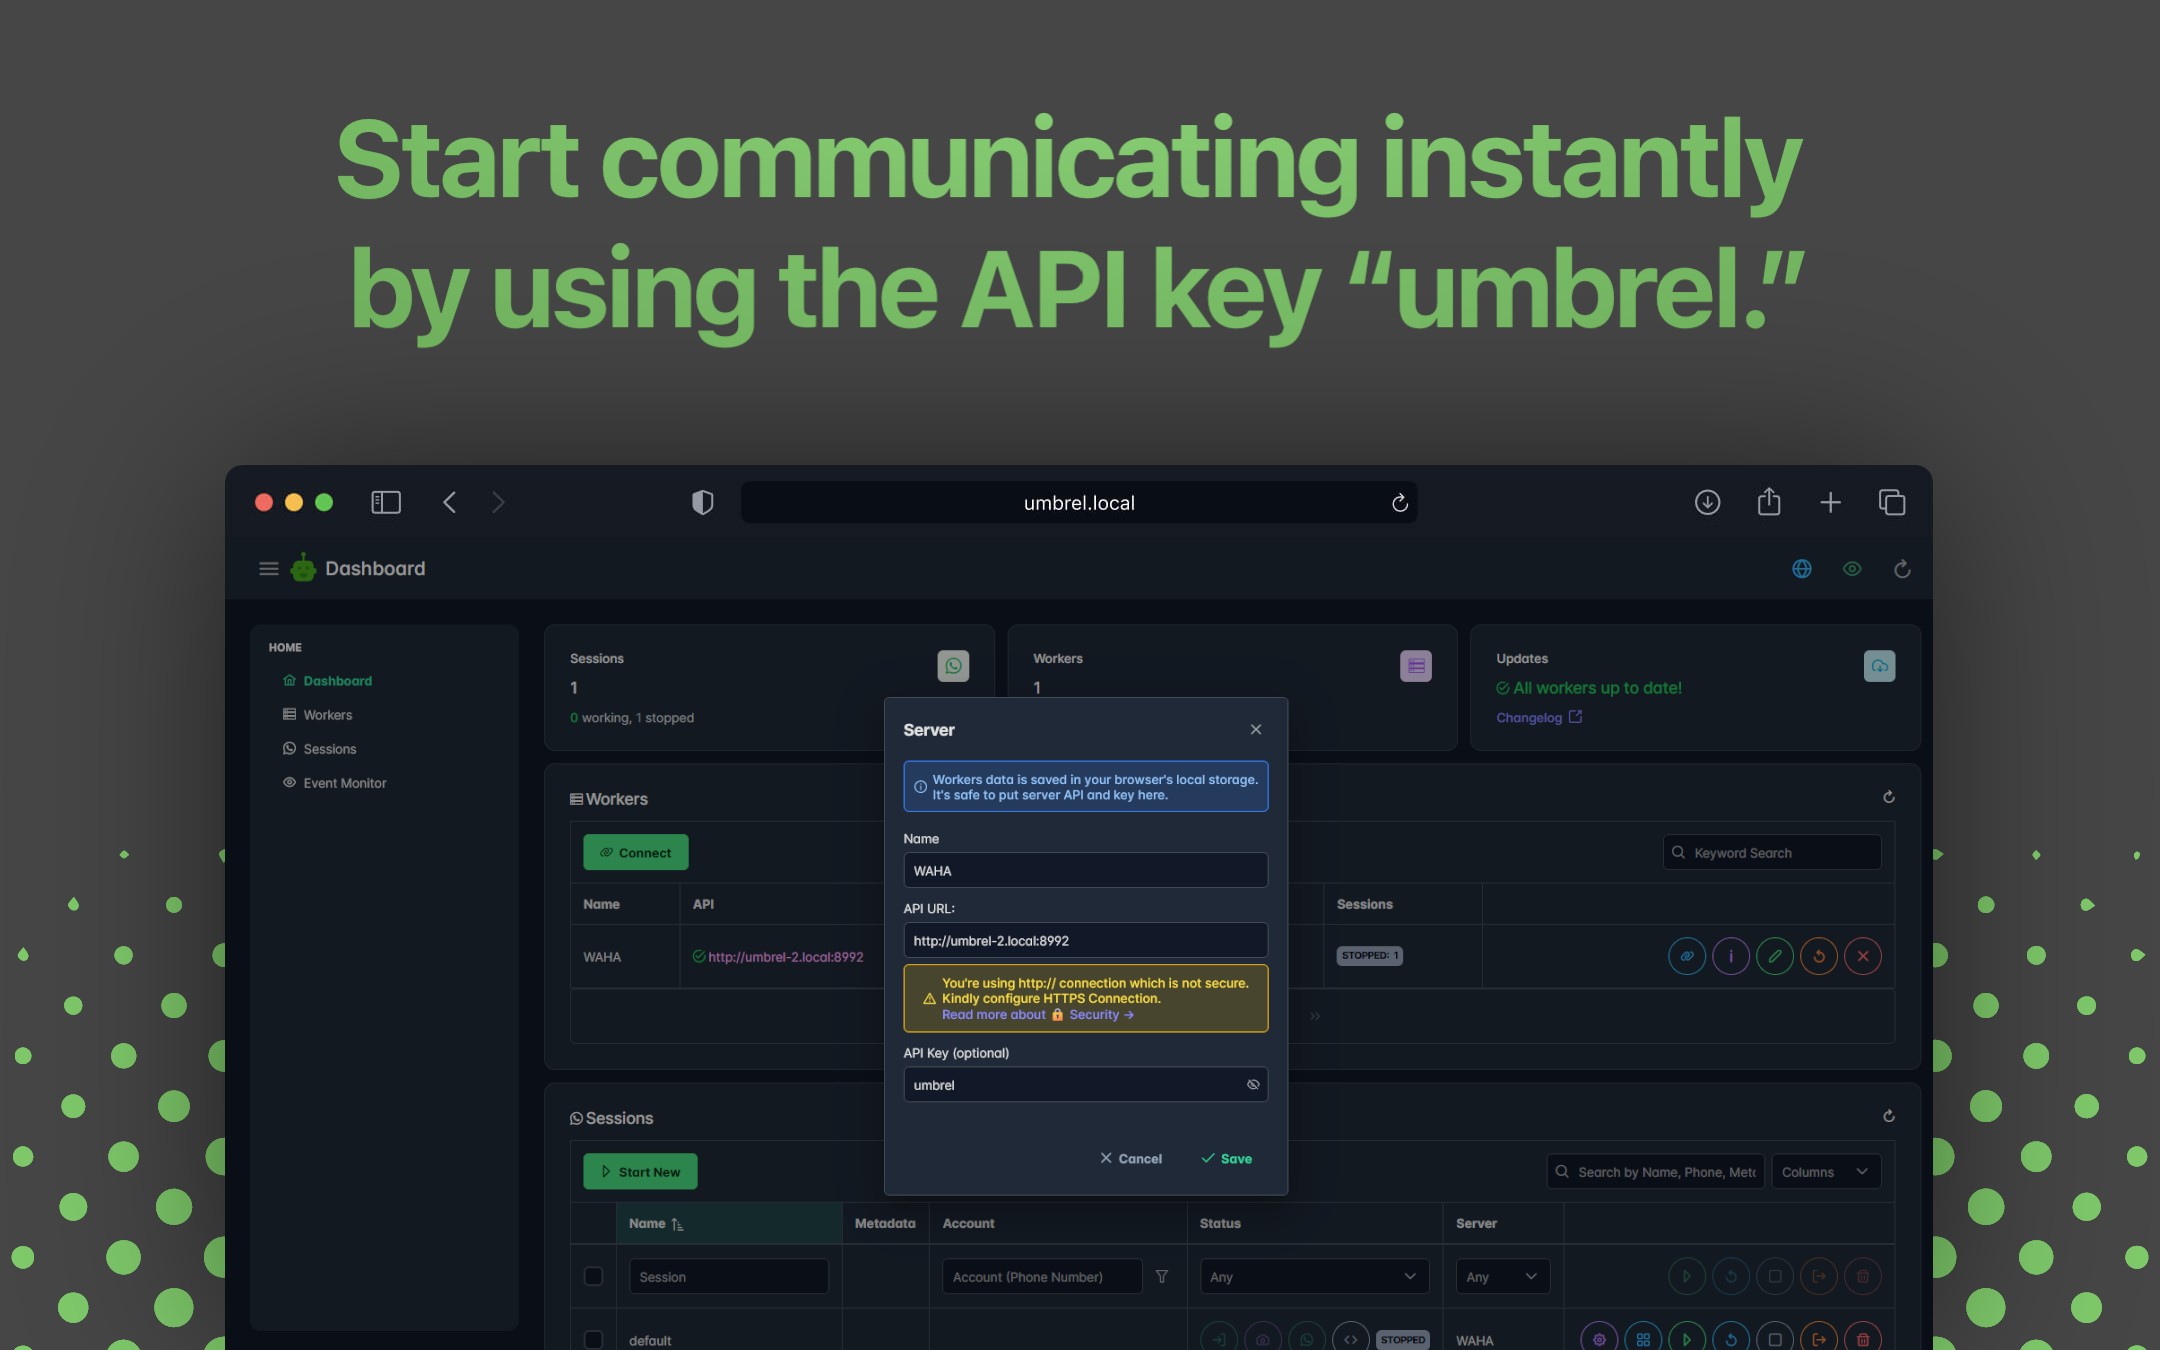 Start communicating instantly
by using the API key “umbrel.”
umbrel.local
Dashboard
HOME
Dashboard
Workers
Sessions
Event Monitor
Sessions
1
0 working, 1 stopped
Workers
1
Updates
All workers up to date!
Changelog
Workers
Connect
Keyword Search
Name
API
Sessions
WAHA
http://umbrel-2.local:8992
STOPPED: 1
Server
Workers data is saved in your browser's local storage.
It's safe to put server API and key here.
Name
WAHA
API URL:
http://umbrel-2.local:8992
You're using http:// connection which is not secure.
Kindly configure HTTPS Connection.
Read more about 🔒 Security →
API Key (optional)
umbrel
Cancel
Save
Sessions
Start New
Search by Name, Phone, Meta
Columns
Name
Metadata
Account
Status
Server
Session
Account (Phone Number)
Any
Any
default
STOPPED
WAHA